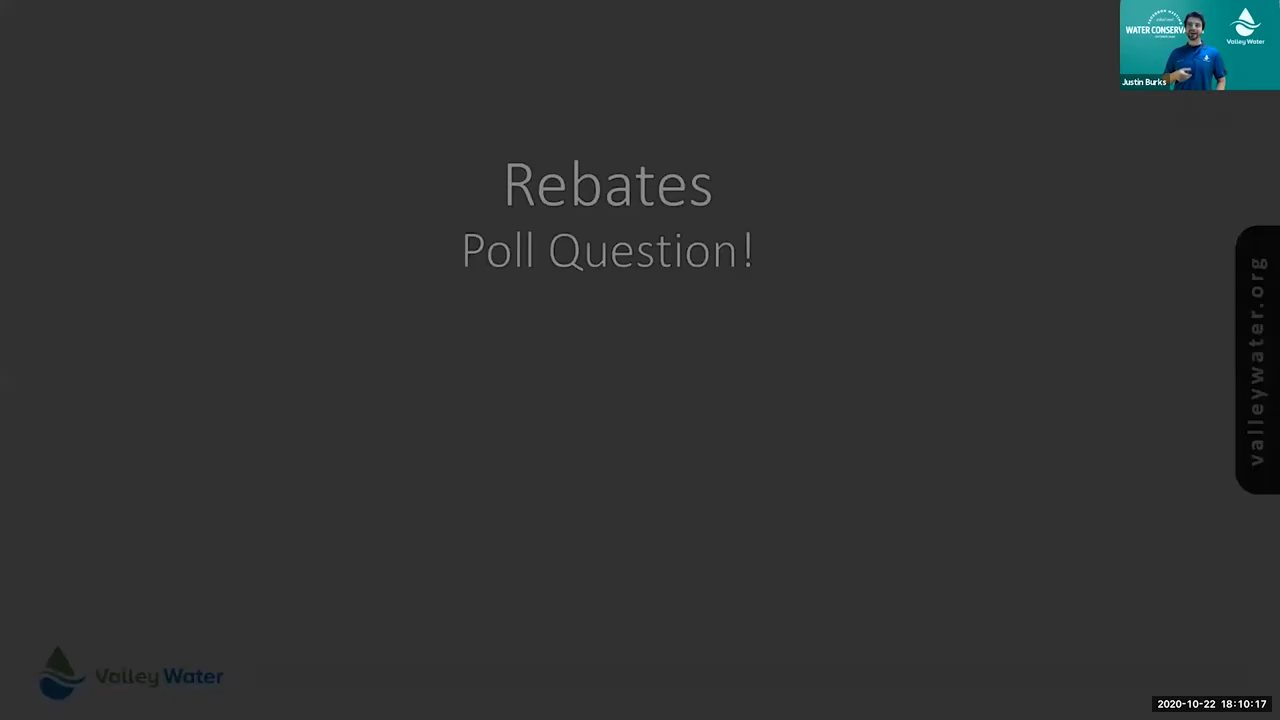 WATER CONSERVA
Valley Water
Justin Burks
Rebates
Poll Question!
valleywater.org
Valley Water
2020-10-22 18:10:17